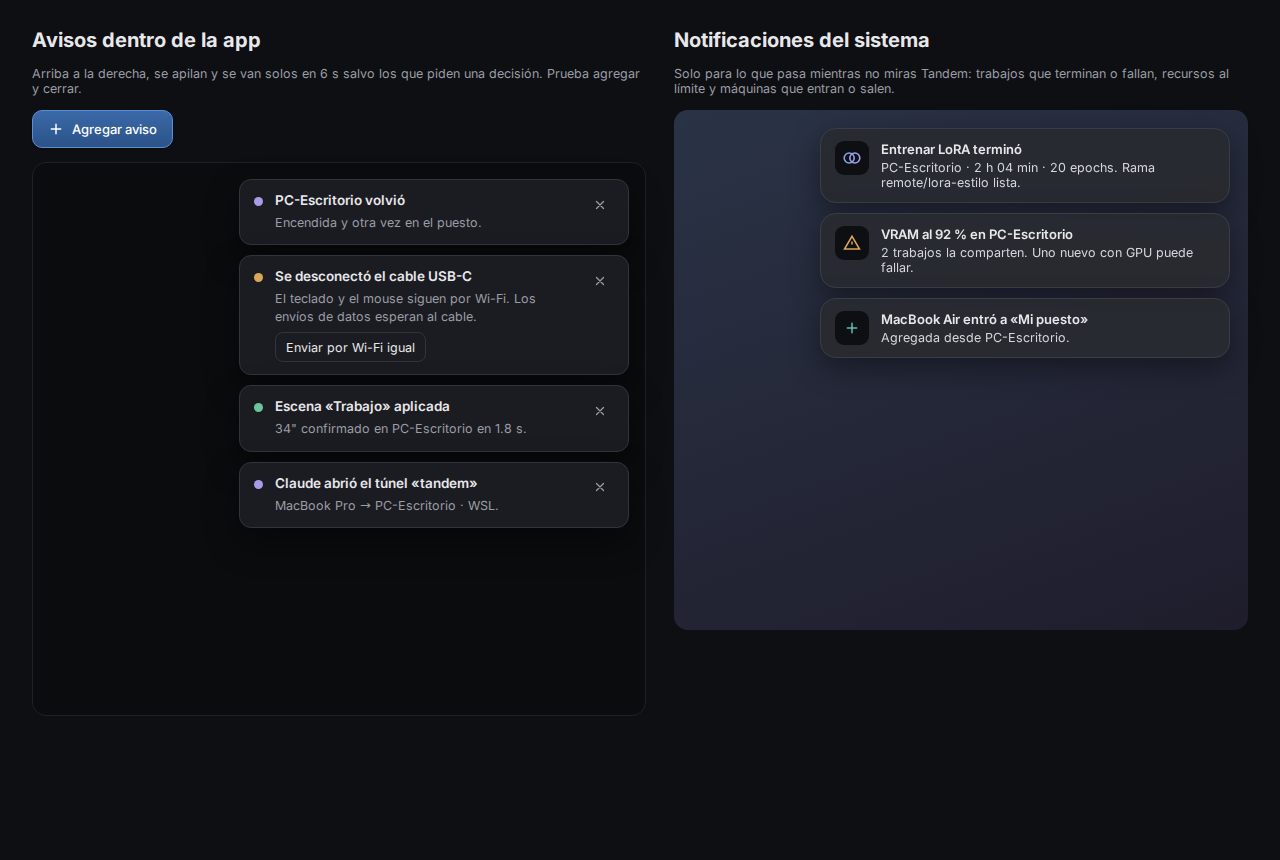 Avisos dentro de la app
Arriba a la derecha, se apilan y se van solos en 6 s salvo los que piden una decisión. Prueba agregar
y cerrar.
Agregar aviso
PC-Escritorio volvió
Encendida y otra vez en el puesto.
Se desconectó el cable USB-C
El teclado y el mouse siguen por Wi-Fi. Los
envíos de datos esperan al cable.
Enviar por Wi-Fi igual
Escena «Trabajo» aplicada
34" confirmado en PC-Escritorio en 1.8 s.
Claude abrió el túnel «tandem»
MacBook Pro → PC-Escritorio · WSL.
Notificaciones del sistema
Solo para lo que pasa mientras no miras Tandem: trabajos que terminan o fallan, recursos al
límite y máquinas que entran o salen.
Entrenar LoRA terminó
PC-Escritorio · 2 h 04 min · 20 epochs. Rama
remote/lora-estilo lista.
VRAM al 92 % en PC-Escritorio
2 trabajos la comparten. Uno nuevo con GPU puede
fallar.
MacBook Air entró a «Mi puesto»
Agregada desde PC-Escritorio.